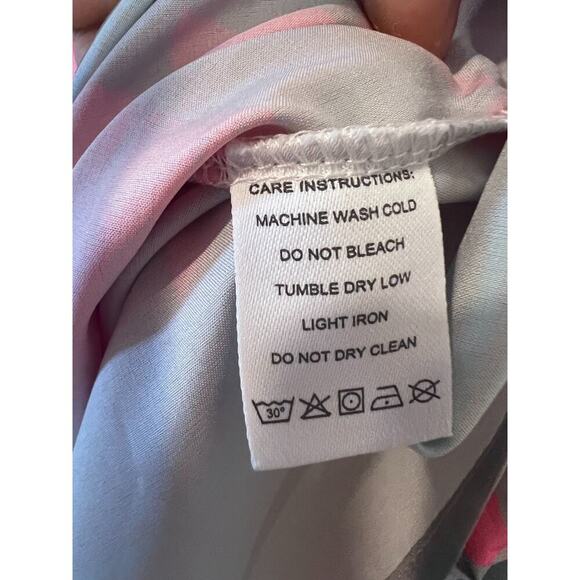 CARE INSTRUCTIONS:
MACHINE WASH COLD
DO NOT BLEACH
TUMBLE DRY LOW
LIGHT IRON
DO NOT DRY CLEAN
30°